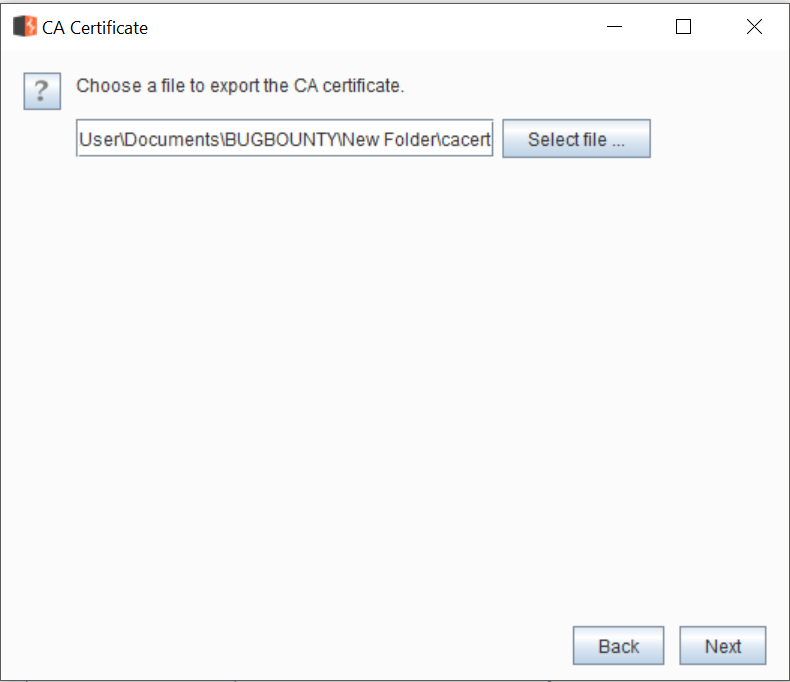 CA Certificate
?
Choose a file to export the CA certificate.
User\Documents\BUGBOUNTY\New Folder\cacert
Select file ...
Back
Next